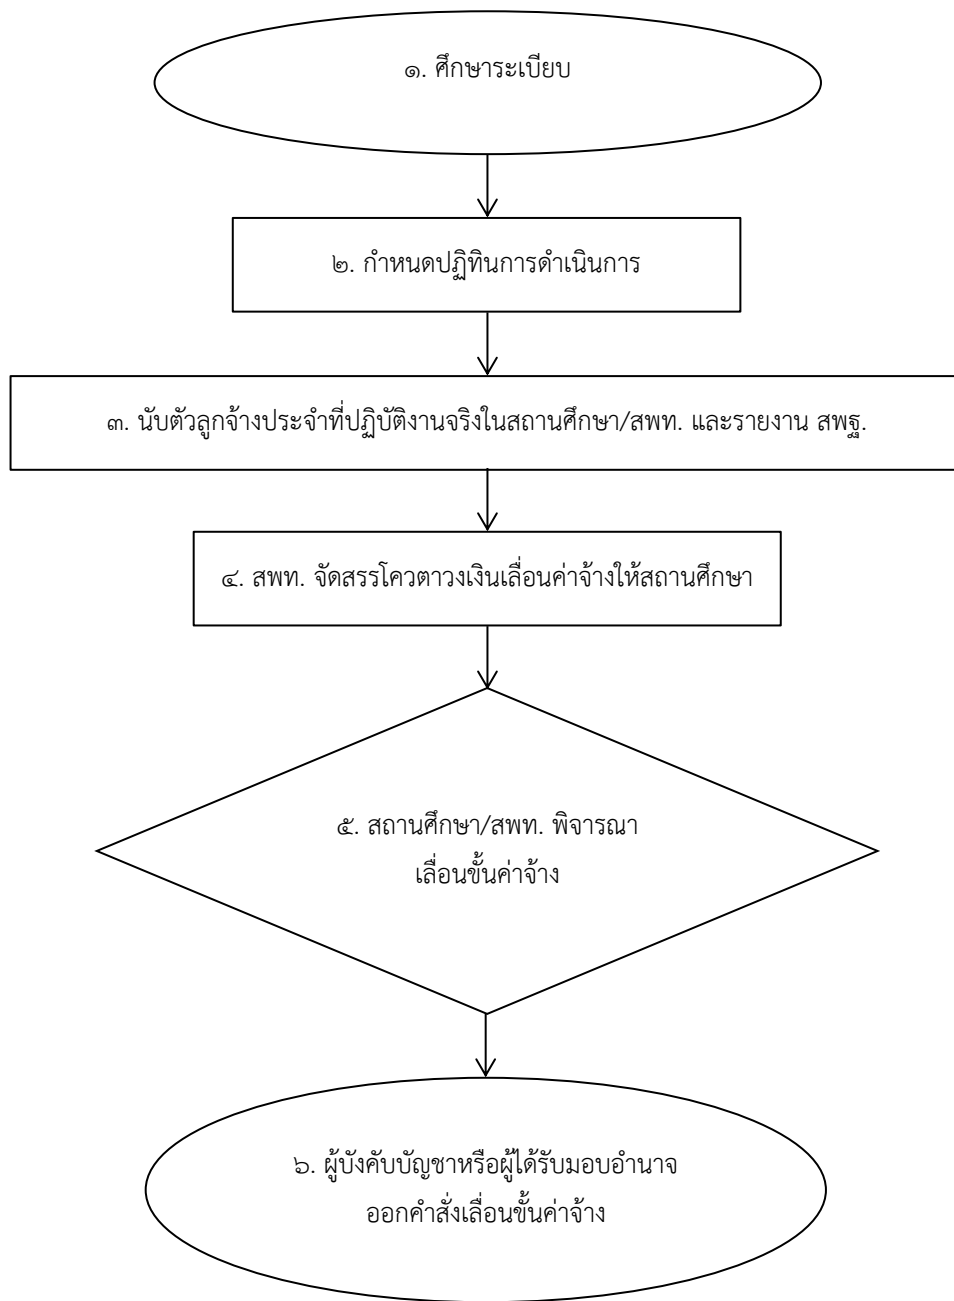 ๑. ศึกษาระเบียบ
๒. กำหนดปฏิทินการดำเนินการ
๓. นับตัวลูกจ้างประจำที่ปฏิบัติงานจริงในสถานศึกษา/สพท. และรายงาน สพฐ.
๔. สพท. จัดสรรโควตาวงเงินเลื่อนค่าจ้างให้สถานศึกษา
๕. สถานศึกษา/สพท. พิจารณา
เลื่อนขั้นค่าจ้าง
๖. ผู้บังคับบัญชาหรือผู้ได้รับมอบอำนาจ
ออกคำสั่งเลื่อนขั้นค่าจ้าง